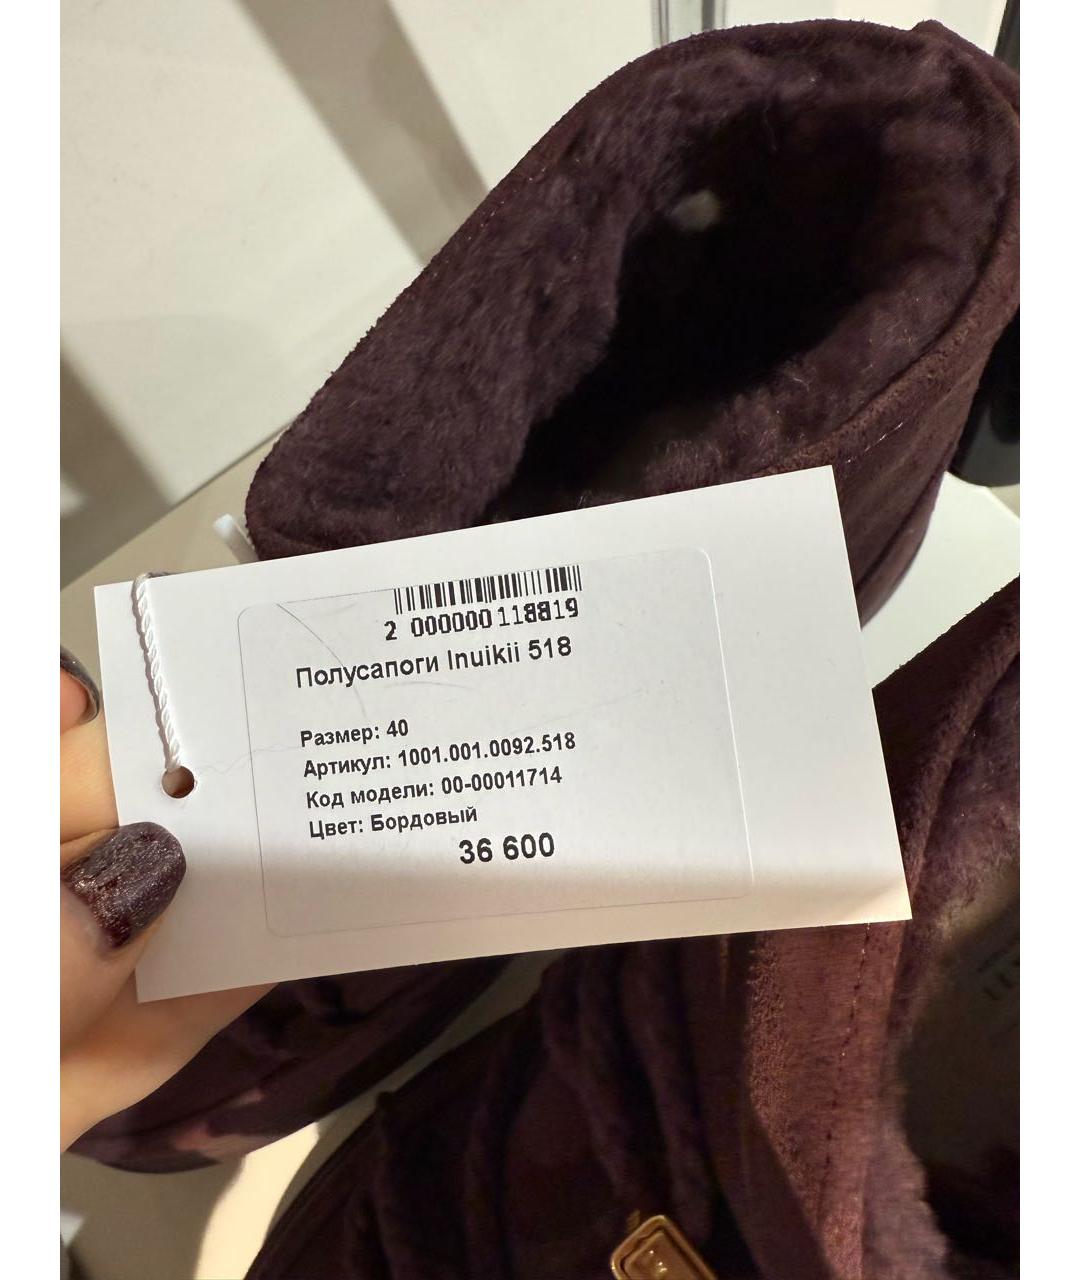 2 000000 118819
Полусапоги Inuikii 518
Размер: 40
Артикул: 1001.001.0092.518
Код модели: 00-00011714
Цвет: Бордовый
36 600